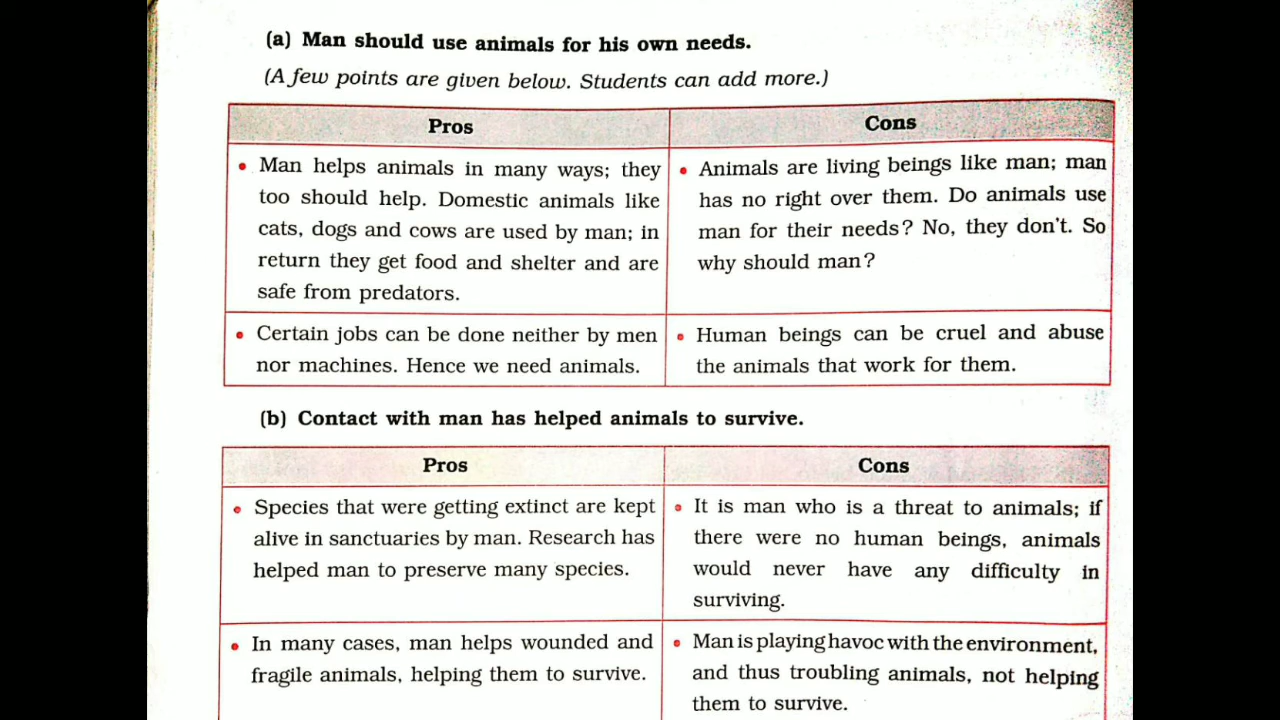 (a) Man should use animals for his own needs.
(A few points are given below. Students can add more.)
Pros
Cons
• Man helps animals in many ways; they
too should help. Domestic animals like
cats, dogs and cows are used by man; in
return they get food and shelter and are
safe from predators.
• Animals are living beings like man; man
has no right over them. Do animals use
man for their needs? No, they don't. So
why should man?
• Certain jobs can be done neither by men
nor machines. Hence we need animals.
• Human beings can be cruel and abuse
the animals that work for them.
(b) Contact with man has helped animals to survive.
Pros
Cons
• Species that were getting extinct are kept
alive in sanctuaries by man. Research has
helped man to preserve many species.
• It is man who is a threat to animals; if
there were no human beings, animals
would never have any difficulty in
surviving.
• In many cases, man helps wounded and
fragile animals, helping them to survive.
• Man is playing havoc with the environment,
and thus troubling animals, not helping
them to survive.